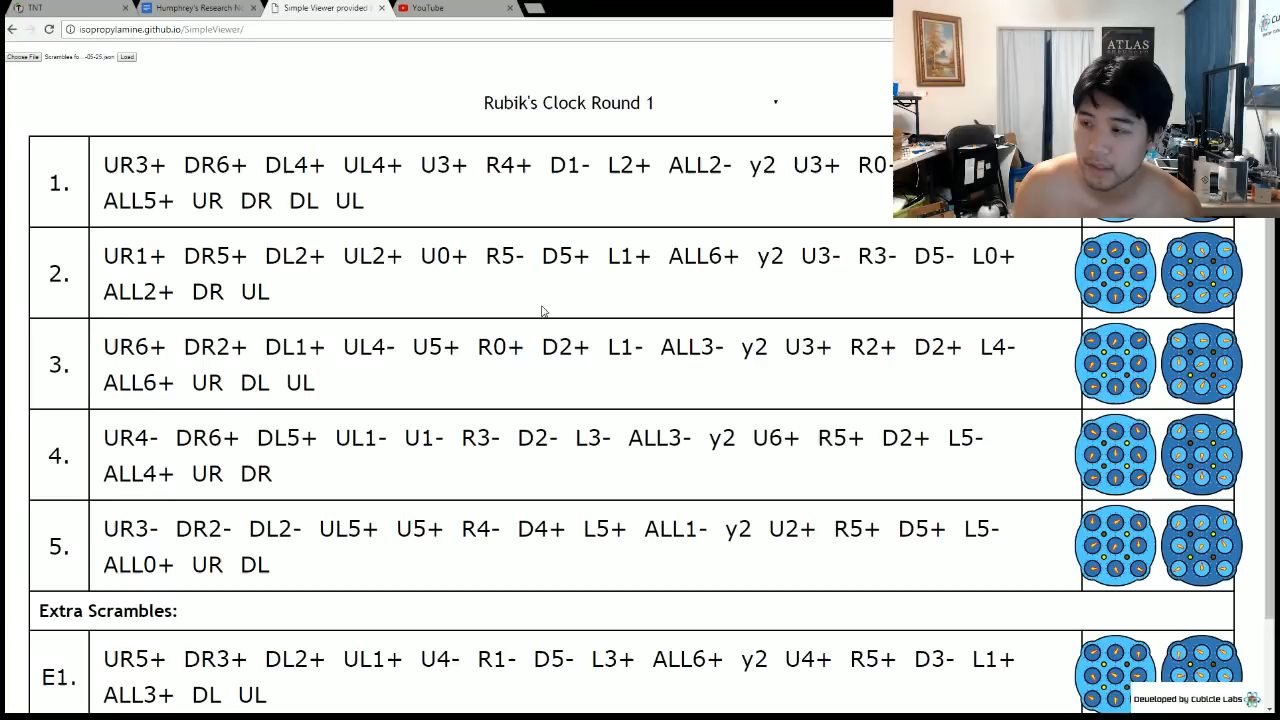 TNT
Humphrey's Research No
Simple Viewer provided
YouTube
isopropylamine.github.io/SimpleViewer/
Choose File Scrambles fo...-05-25.json Load
ATLAS
Rubik's Clock Round 1
1.
UR3+ DR6+ DL4+ UL4+ U3+ R4+ D1- L2+ ALL2- y2 U3+ R0-
ALL5+ UR DR DL UL
2.
UR1+ DR5+ DL2+ UL2+ U0+ R5- D5+ L1+ ALL6+ y2 U3- R3- D5- L0+
ALL2+ DR UL
3.
UR6+ DR2+ DL1+ UL4- U5+ R0+ D2+ L1- ALL3- y2 U3+ R2+ D2+ L4-
ALL6+ UR DL UL
4.
UR4- DR6+ DL5+ UL1- U1- R3- D2- L3- ALL3- y2 U6+ R5+ D2+ L5-
ALL4+ UR DR
5.
UR3- DR2- DL2- UL5+ U5+ R4- D4+ L5+ ALL1- y2 U2+ R5+ D5+ L5-
ALL0+ UR DL
Extra Scrambles:
E1.
UR5+ DR3+ DL2+ UL1+ U4- R1- D5- L3+ ALL6+ y2 U4+ R5+ D3- L1+
ALL3+ DL UL
Developed by Cubicle Labs